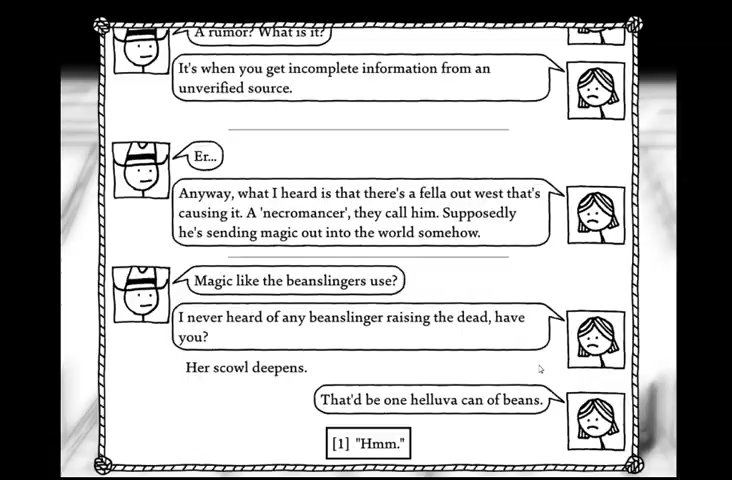 A rumor? What is it?
It's when you get incomplete information from an
unverified source.
Er...
Anyway, what I heard is that there's a fella out west that's
causing it. A 'necromancer', they call him. Supposedly
he's sending magic out into the world somehow.
Magic like the beanslingers use?
I never heard of any beanslinger raising the dead, have
you?
Her scowl deepens.
That'd be one helluva can of beans.
[1] "Hmm."